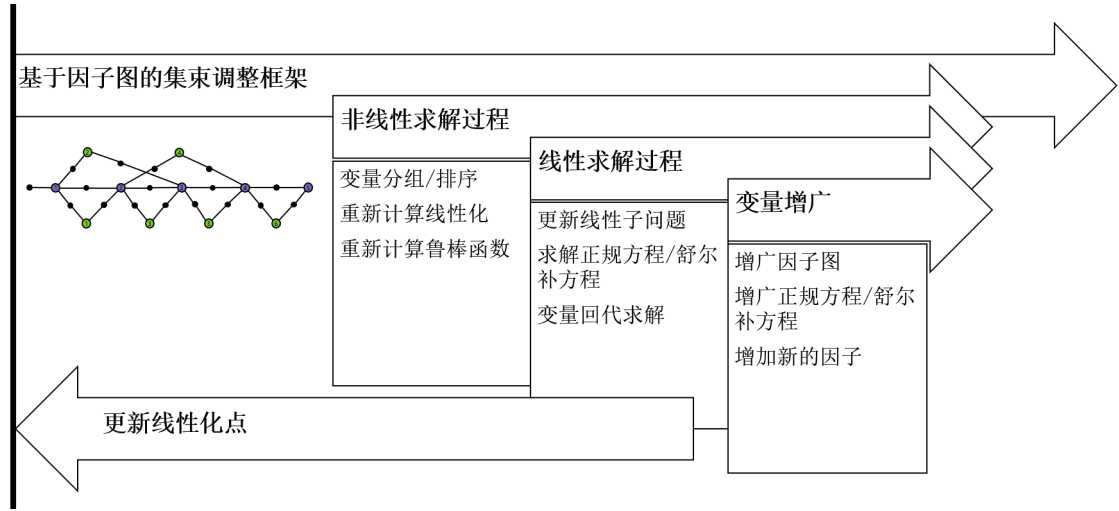 基于因子图的集束调整框架
非线性求解过程
变量分组/排序
重新计算线性化
重新计算鲁棒函数
线性求解过程
更新线性子问题
求解正规方程/舒尔
补方程
变量回代求解
变量增广
增广因子图
增广正规方程/舒尔
补方程
增加新的因子
更新线性化点